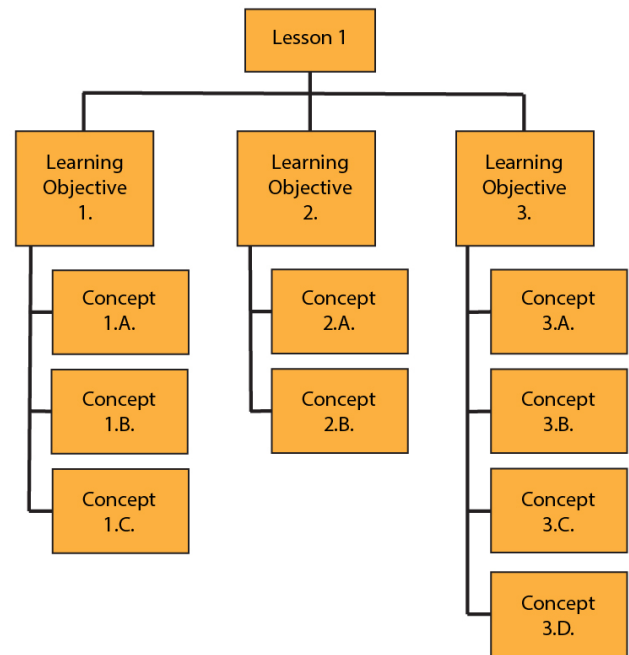 Lesson 1
Learning
Objective
1.
Learning
Objective
2.
Learning
Objective
3.
Concept
1.A.
Concept
1.B.
Concept
1.C.
Concept
2.A.
Concept
2.B.
Concept
3.A.
Concept
3.B.
Concept
3.C.
Concept
3.D.